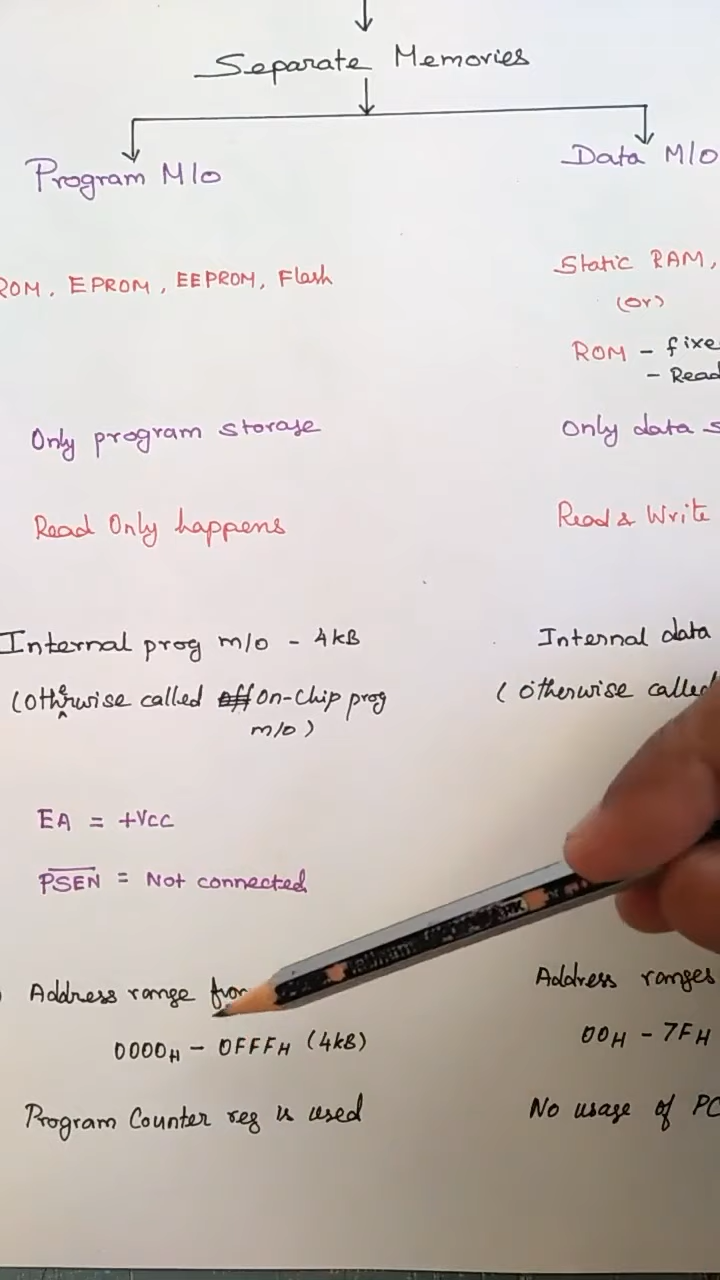 Separate Memories
Program M/o
Data M/o
ROM, EPROM, EEPROM, Flash
Static RAM,
(or)
ROM - fixe
- Read
Only program storage
Only data s
Read Only happens
Read & Write
Internal prog m/o - 4kB
(Otherwise called off On-Chip prog
m/o)
Internal data
(Otherwise called
EA = +Vcc
PSEN = Not connected
Address range from
0000H - 0FFFH (4kB)
Address ranges
00H - 7FH
Program Counter reg is used
No usage of PC